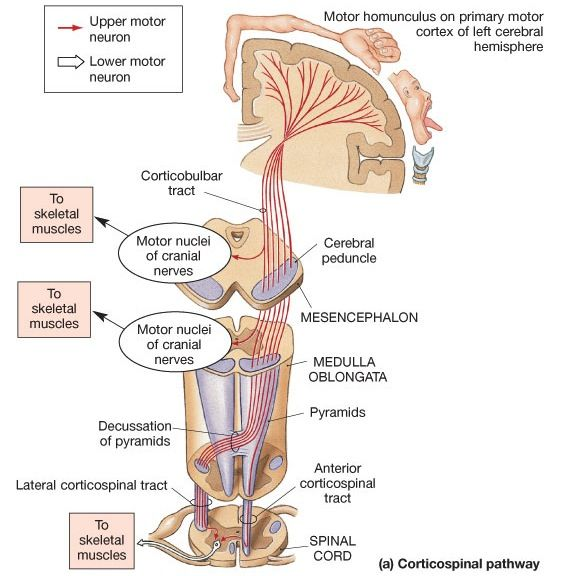 Upper motor
neuron
Lower motor
neuron
Motor homunculus on primary motor
cortex of left cerebral
hemisphere
Corticobulbar
tract
To
skeletal
muscles
Motor nuclei
of cranial
nerves
Cerebral
peduncle
To
skeletal
muscles
MESENCEPHALON
Motor nuclei
of cranial
nerves
MEDULLA
OBLONGATA
Pyramids
Decussation
of pyramids
Lateral corticospinal tract
Anterior
corticospinal
tract
To
skeletal
muscles
SPINAL
CORD
(a) Corticospinal pathway